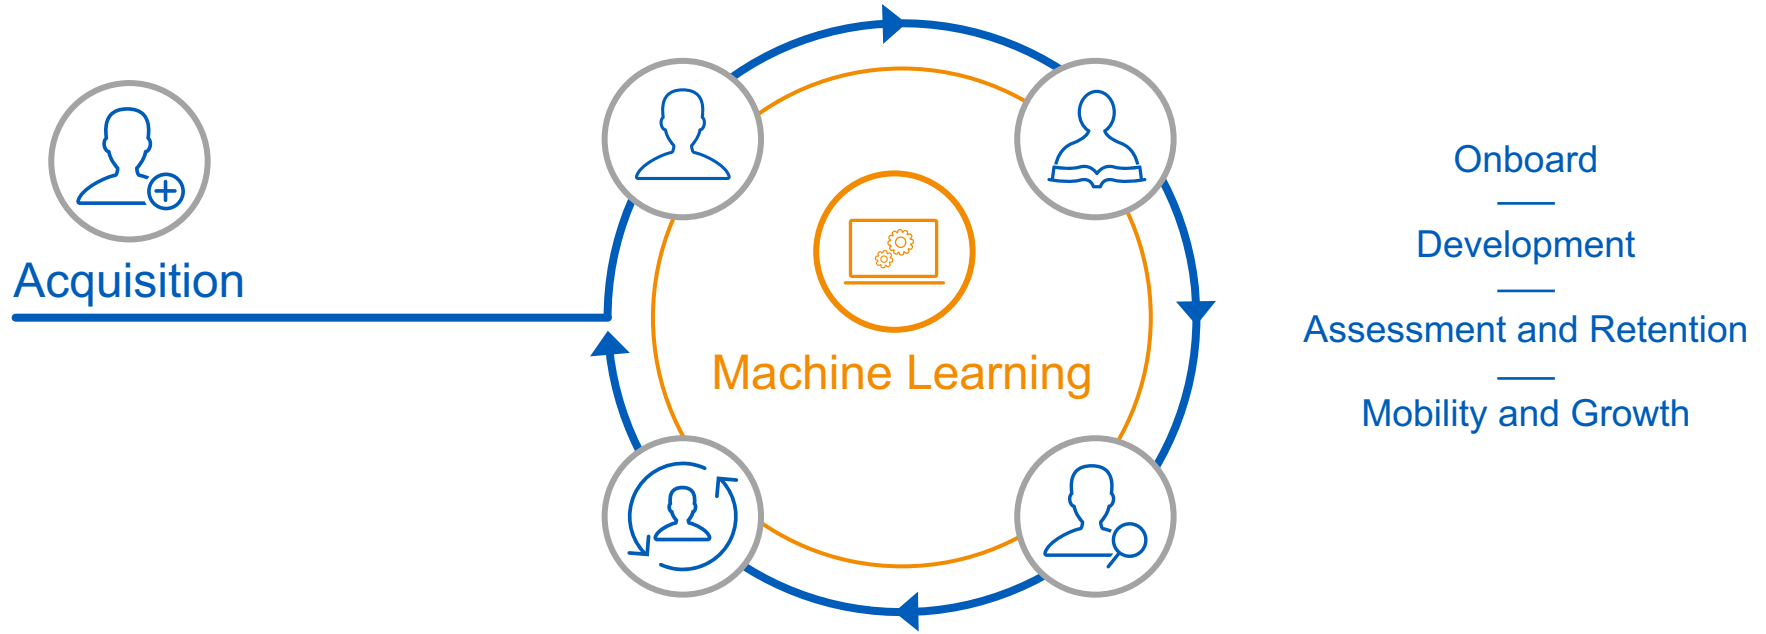 Acquisition
Machine Learning
Onboard
Development
Assessment and Retention
Mobility and Growth